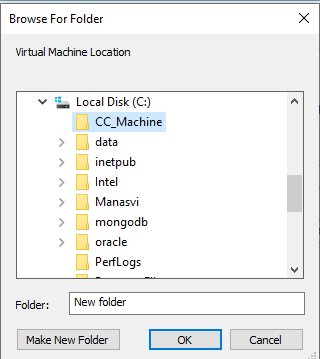 Browse For Folder
Virtual Machine Location
Local Disk (C:)
CC_Machine
data
inetpub
Intel
Manasvi
mongodb
oracle
PerfLogs
Folder:
New folder
Make New Folder
OK
Cancel